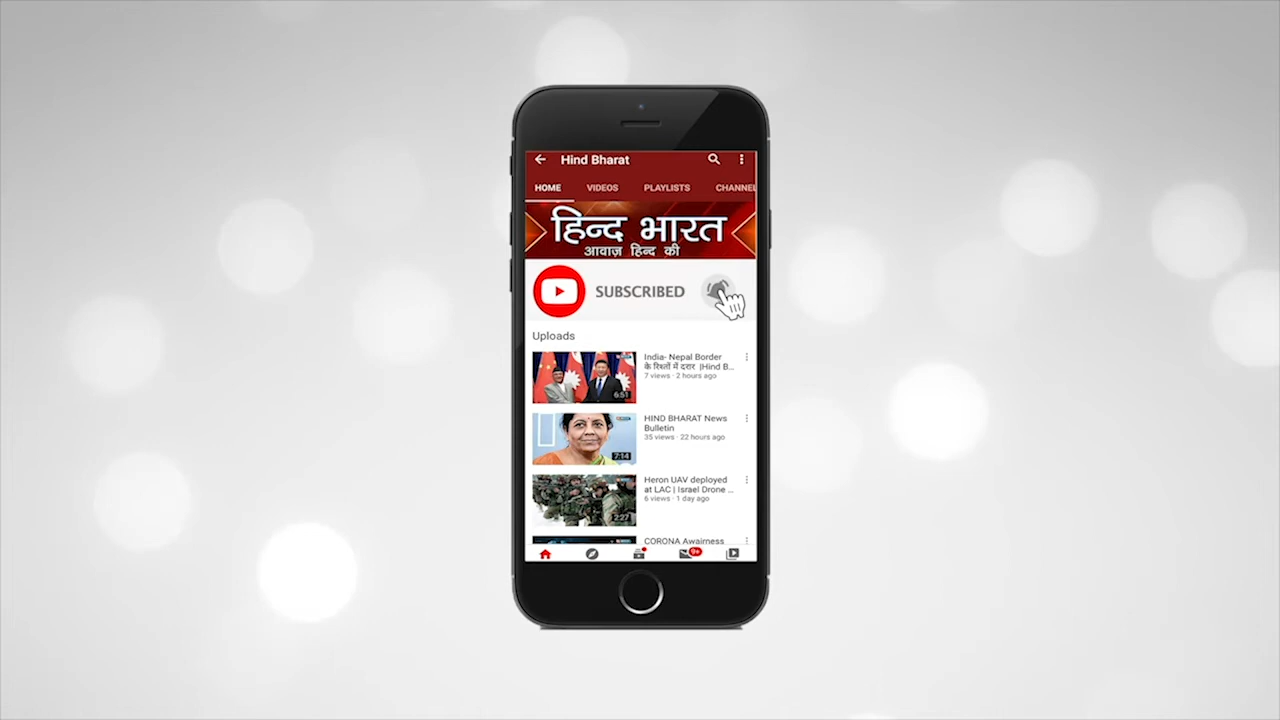 Hind Bharat
HOME VIDEOS PLAYLISTS CHANNEL
हिन्द भारत
आवाज़ हिन्द की
SUBSCRIBED
Uploads
India- Nepal Border
के रिश्तों में दरार |Hind B...
7 views · 2 hours ago
6:51
HIND BHARAT News
Bulletin
35 views · 22 hours ago
7:14
Heron UAV deployed
at LAC | Israel Drone ...
6 views · 1 day ago
2:27
CORONA Awairness
9+